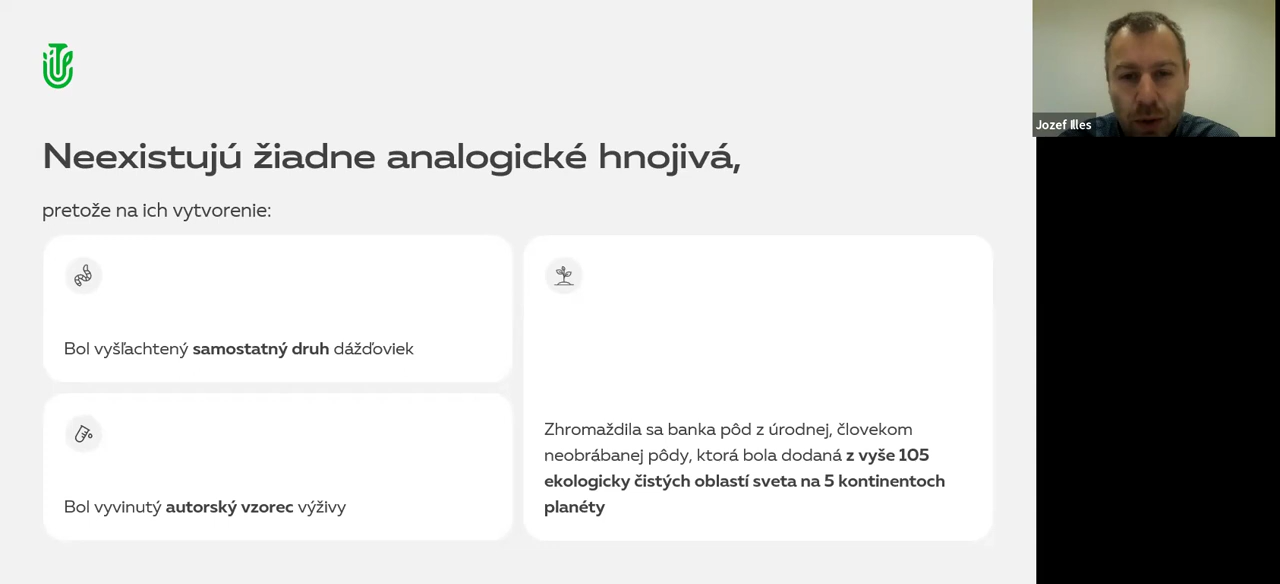 Neexistujú žiadne analogické hnojivá,
pretože na ich vytvorenie:
Bol vyšľachtený samostatný druh dážďoviek
Bol vyvinutý autorský vzorec výživy
Zhromaždila sa banka pôd z úrodnej, človekom
neobrábanej pôdy, ktorá bola dodaná z vyše 105
ekologicky čistých oblastí sveta na 5 kontinentoch
planéty
Jozef Illes